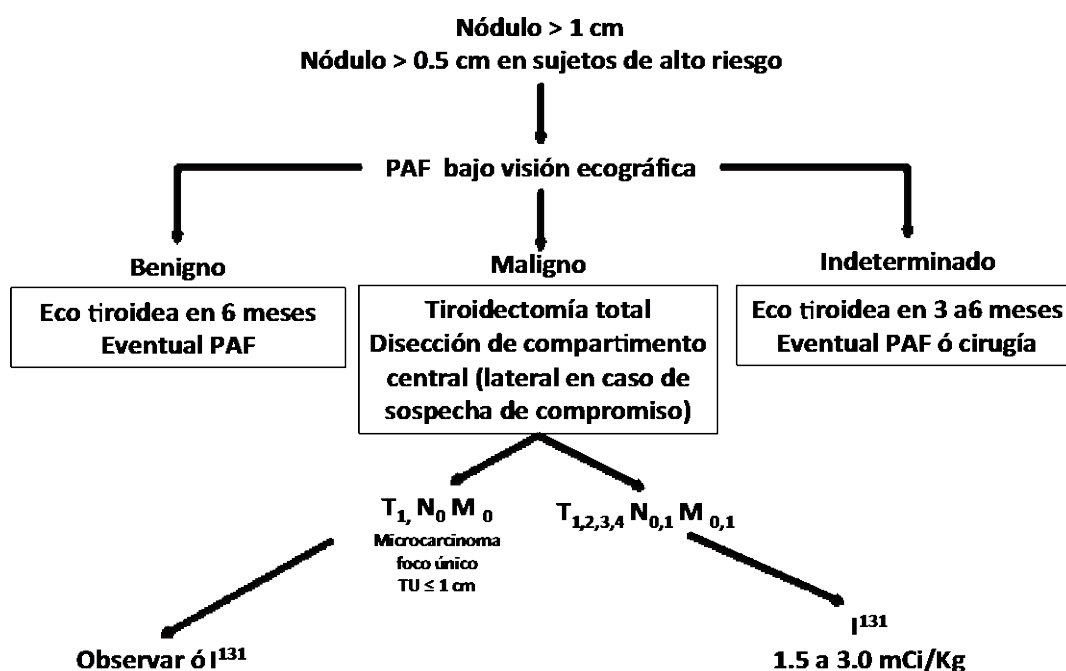 Nódulo > 1 cm
Nódulo > 0.5 cm en sujetos de alto riesgo
PAF bajo visión ecográfica
Benigno
Eco tiroidea en 6 meses
Eventual PAF
Maligno
Tiroidectomía total
Disección de compartimento
central (lateral en caso de
sospecha de compromiso)
Indeterminado
Eco tiroidea en 3 a6 meses
Eventual PAF ó cirugía
T1, N0 M 0
Microcarcinoma
foco único
TU ≤ 1 cm
T1,2,3,4 N0,1 M 0,1
Observar ó I131
I131
1.5 a 3.0 mCi/Kg